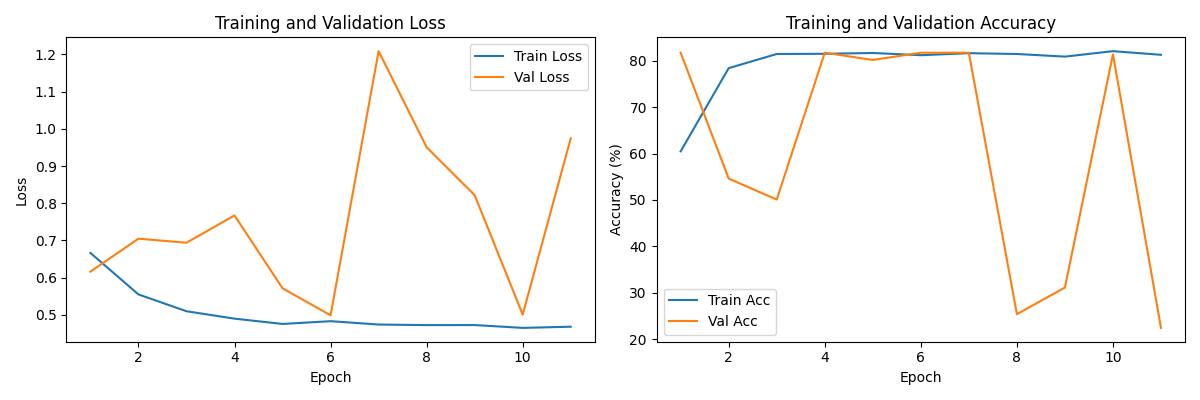 Training and Validation Loss
1.2
1.1
1.0
0.9
0.8
0.7
0.6
0.5
Loss
2 4 6 8 10
Epoch
Train Loss
Val Loss
Training and Validation Accuracy
80
70
60
50
40
30
20
Accuracy (%)
2 4 6 8 10
Epoch
Train Acc
Val Acc